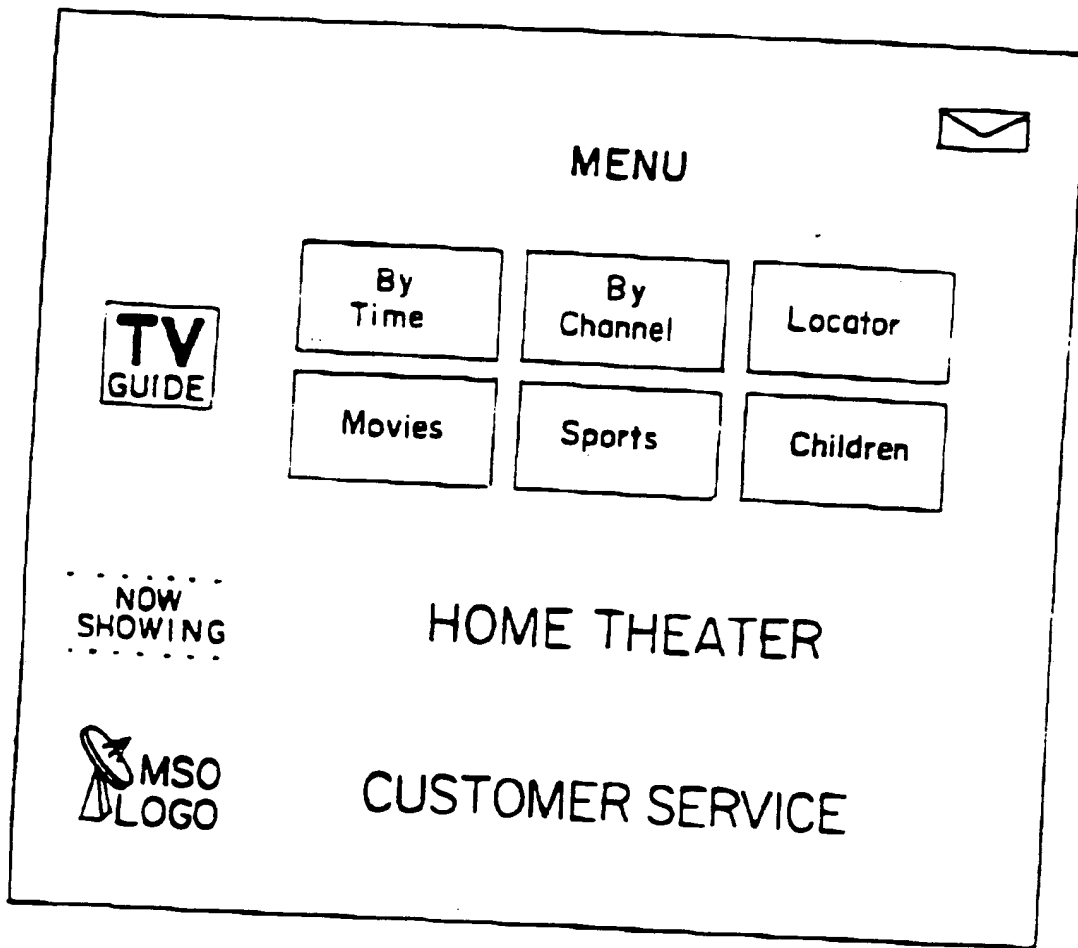 MENU
By
Time
By
Channel
Locator
TV
GUIDE
Movies
Sports
Children
NOW
SHOWING
HOME THEATER
MSO
LOGO
CUSTOMER SERVICE